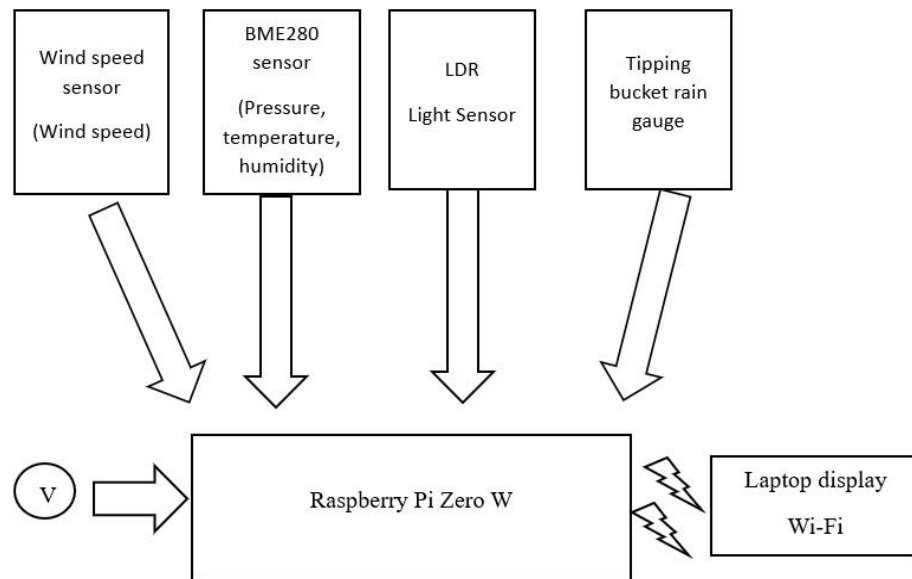 Wind speed
sensor
(Wind speed)
BME280
sensor
(Pressure,
temperature,
humidity)
LDR
Light Sensor
Tipping
bucket rain
gauge
V
Raspberry Pi Zero W
Laptop display
Wi-Fi